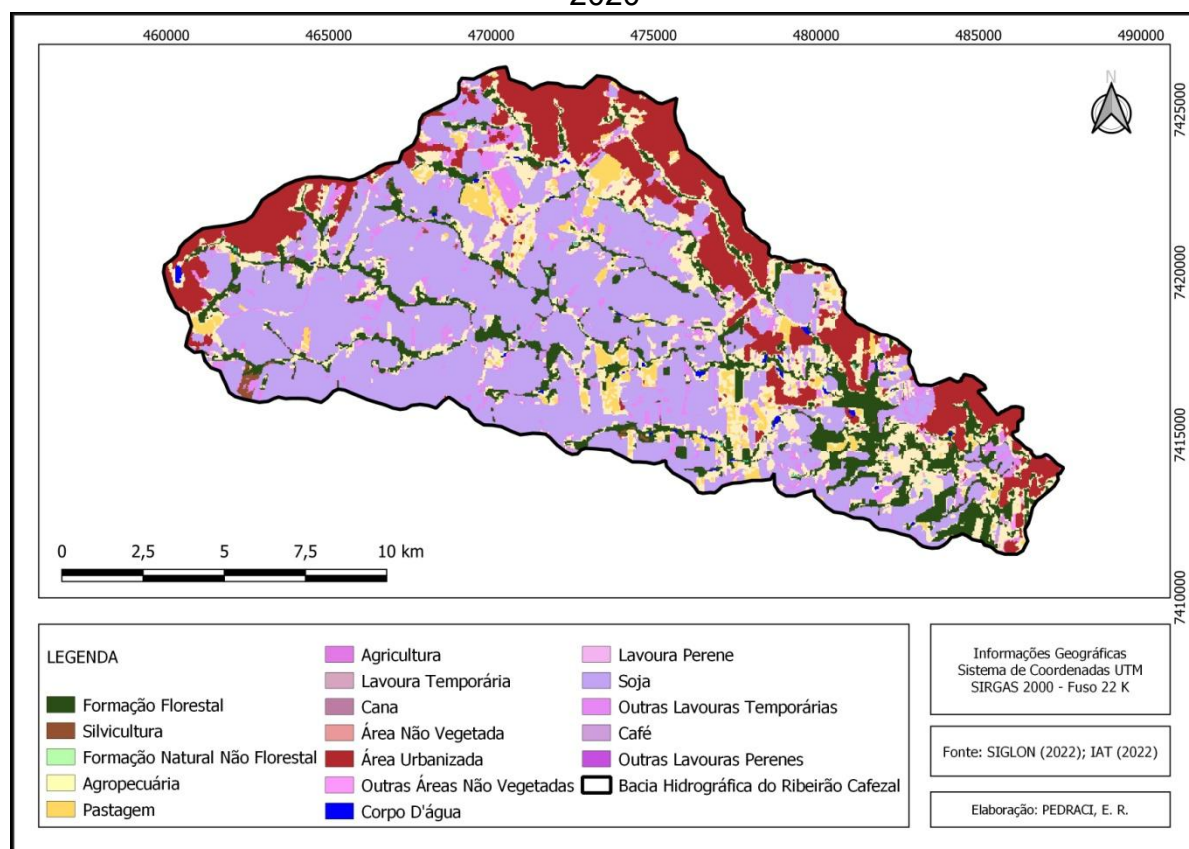 2020
460000 465000 470000 475000 480000 485000 490000
N
7425000
7420000
7415000
7410000
0 2,5 5 7,5 10 km
LEGENDA
Formação Florestal
Silvicultura
Formação Natural Não Florestal
Agropecuária
Pastagem
Agricultura
Lavoura Temporária
Cana
Área Não Vegetada
Área Urbanizada
Outras Áreas Não Vegetadas
Corpo D'água
Lavoura Perene
Soja
Outras Lavouras Temporárias
Café
Outras Lavouras Perenes
Bacia Hidrográfica do Ribeirão Cafezal
Informações Geográficas
Sistema de Coordenadas UTM
SIRGAS 2000 - Fuso 22 K
Fonte: SIGLON (2022); IAT (2022)
Elaboração: PEDRACI, E. R.